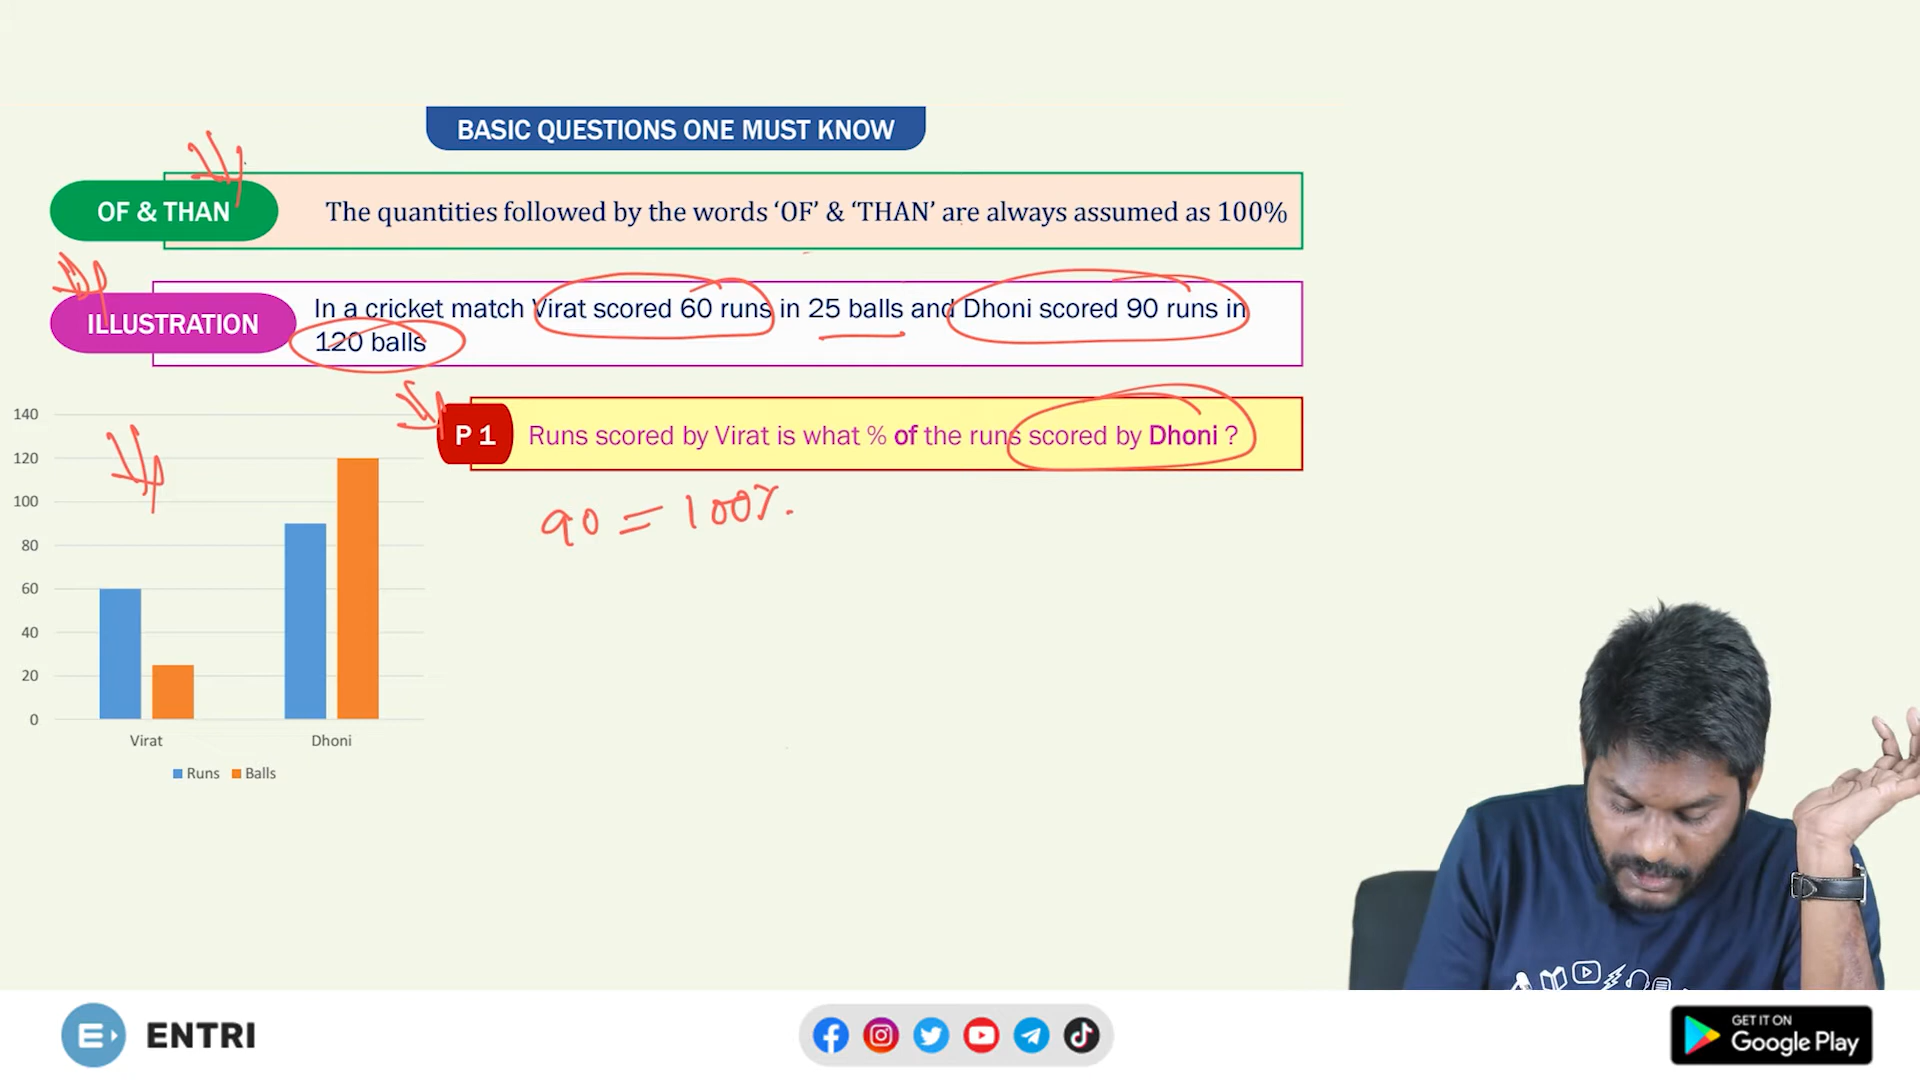 BASIC QUESTIONS ONE MUST KNOW
OF & THAN
The quantities followed by the words ‘OF’ & ‘THAN’ are always assumed as 100%
ILLUSTRATION
In a cricket match Virat scored 60 runs in 25 balls and Dhoni scored 90 runs in
120 balls
P 1
Runs scored by Virat is what % of the runs scored by Dhoni ?
90 = 100%.
140
120
100
80
60
40
20
0
Virat Dhoni
Runs Balls
E ENTRI
GET IT ON
Google Play